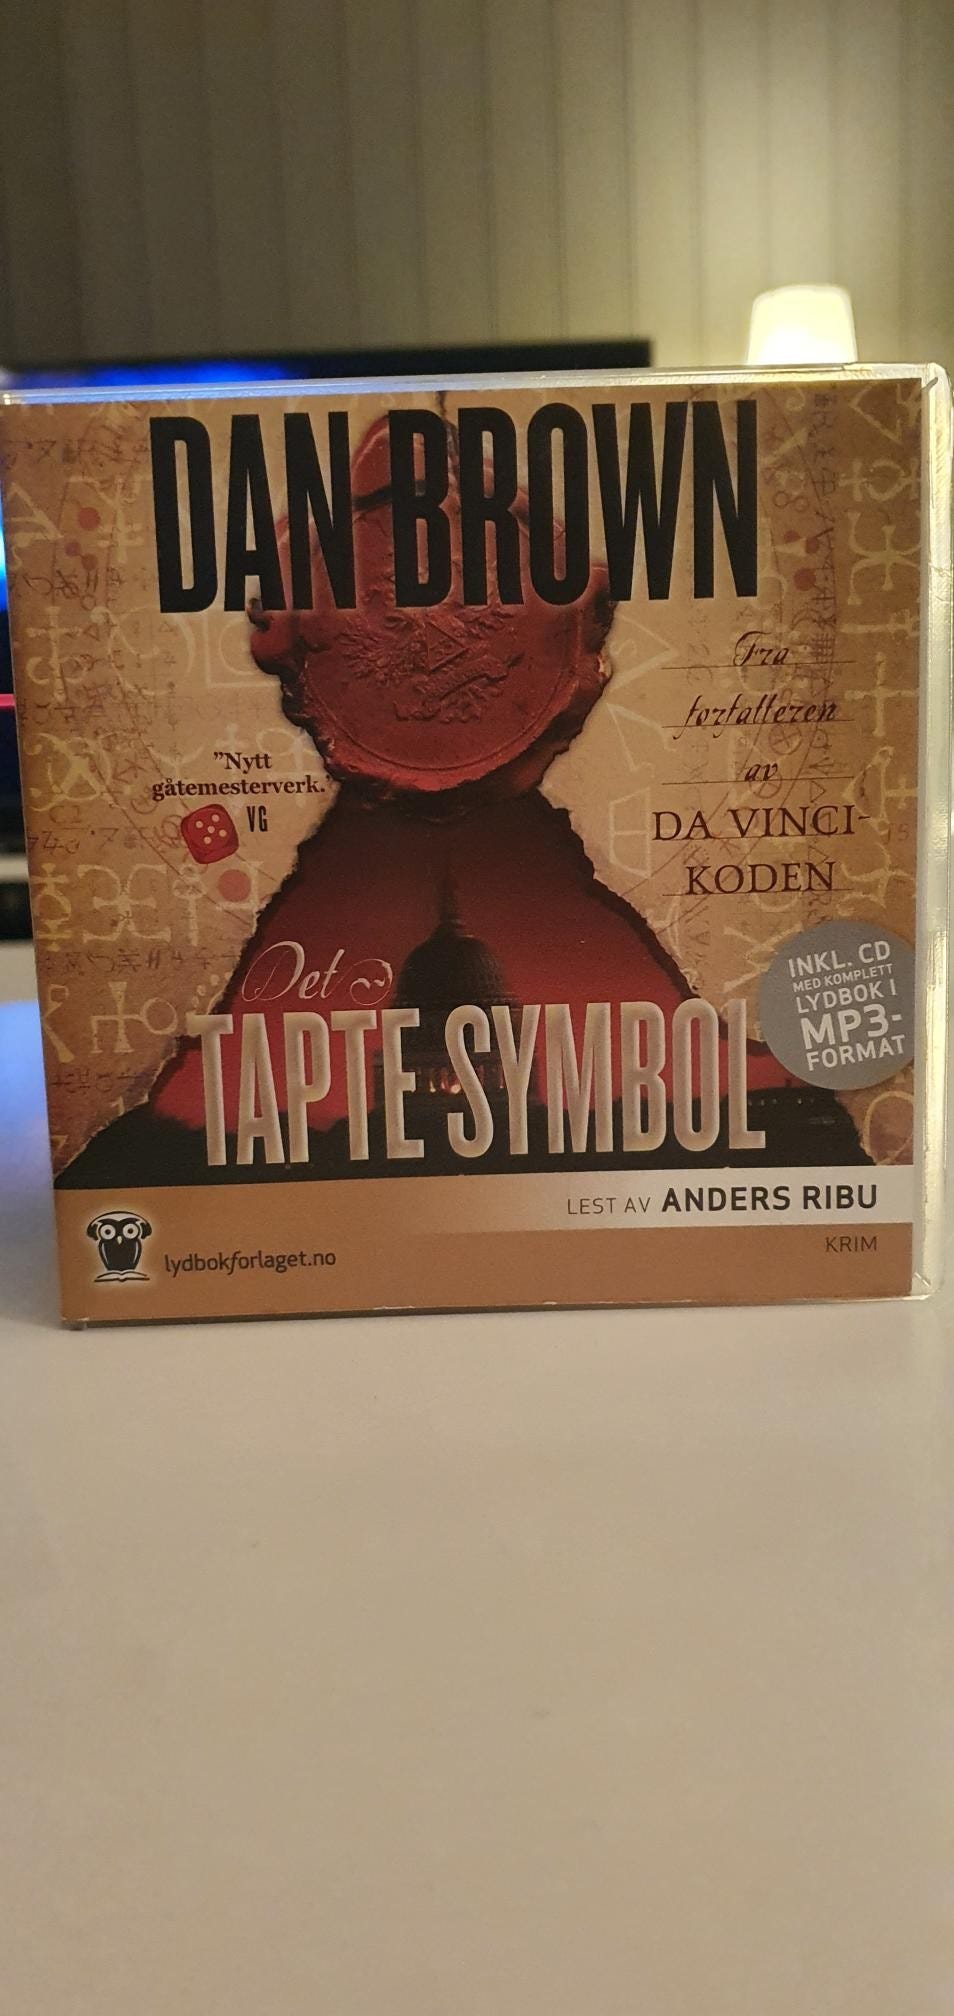 DAN BROWN
Fra
forfatteren
av
DA VINCI-
KODEN
"Nytt
gåtemesterverk."
VG
Det
TAPTE SYMBOL
INKL. CD
MED KOMPLETT
LYDBOK I
MP3-
FORMAT
LEST AV ANDERS RIBU
KRIM
lydbokforlaget.no